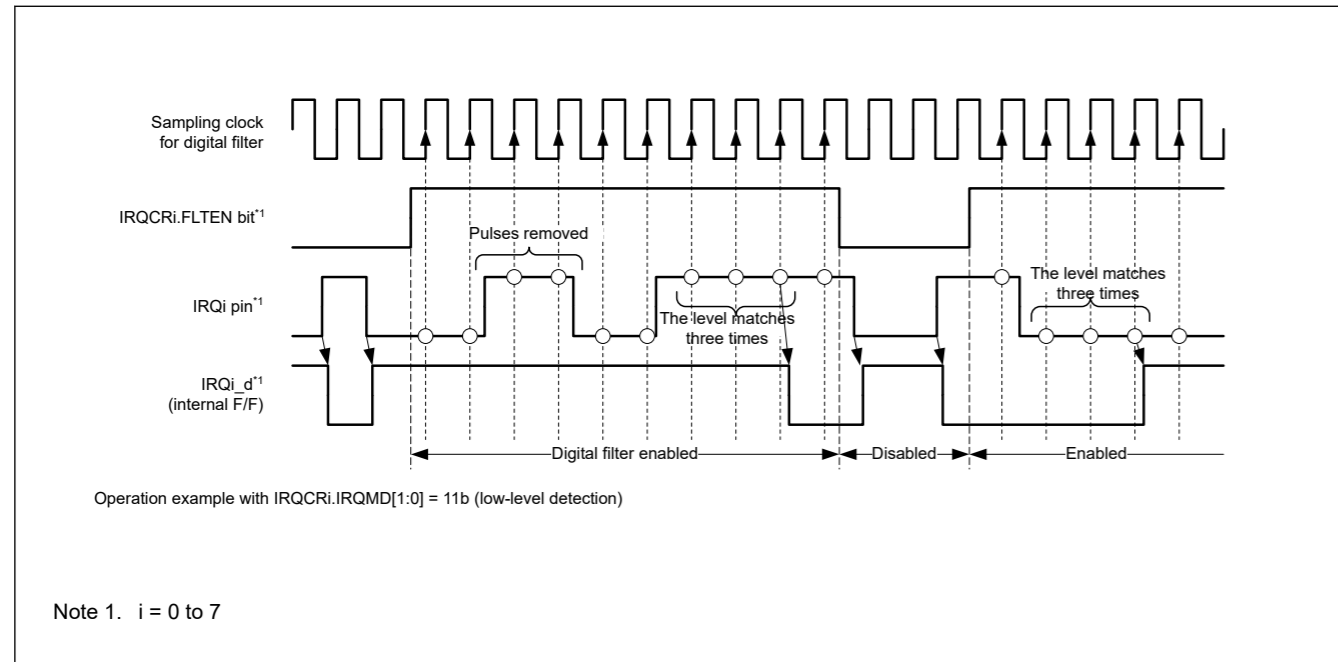 Sampling clock
for digital filter
IRQCRi.FLTEN bit*1
Pulses removed
IRQi pin*1
The level matches
three times
The level matches
three times
IRQi_d*1
(internal F/F)
Digital filter enabled
Disabled
Enabled
Operation example with IRQCRi.IRQMD[1:0] = 11b (low-level detection)
Note 1. i = 0 to 7